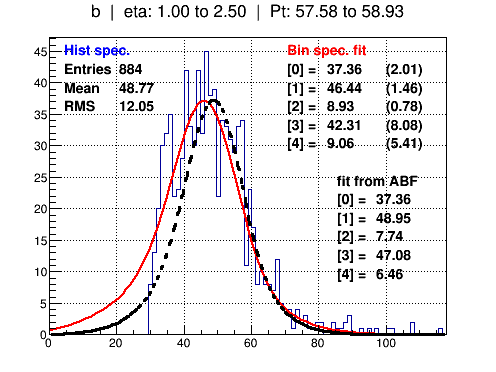 b | eta: 1.00 to 2.50 | Pt: 57.58 to 58.93
Hist spec.
Entries 884
Mean 48.77
RMS 12.05
Bin spec. fit
[0] = 37.36 (2.01)
[1] = 46.44 (1.46)
[2] = 8.93 (0.78)
[3] = 42.31 (8.08)
[4] = 9.06 (5.41)
fit from ABF
[0] = 37.36
[1] = 48.95
[2] = 7.74
[3] = 47.08
[4] = 6.46
45
40
35
30
25
20
15
10
5
0
0 20 40 60 80 100